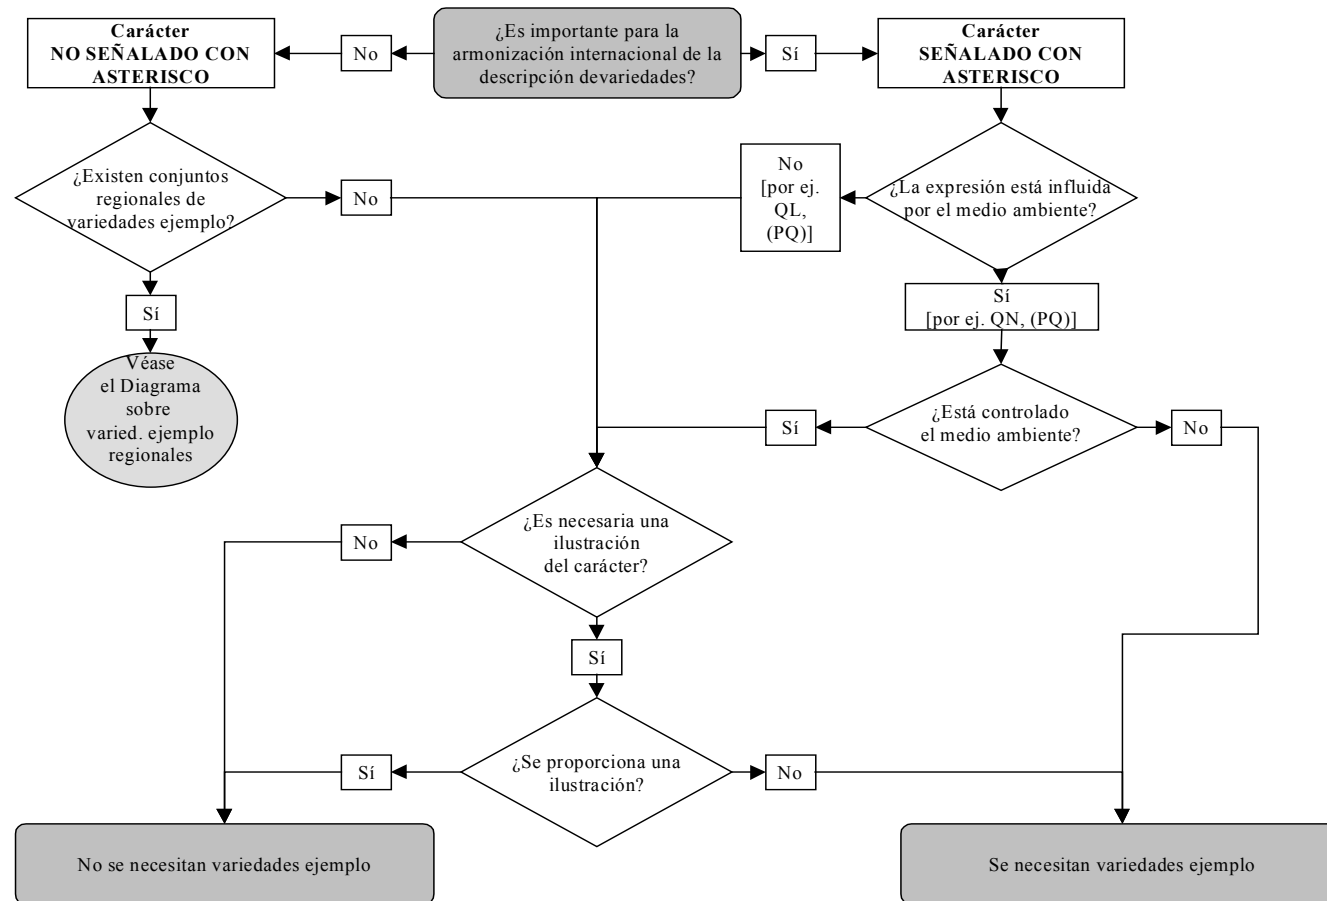 Carácter
NO SEÑALADO CON
ASTERISCO
No
¿Es importante para la
armonización internacional de la
descripción devariedades?
Sí
Carácter
SEÑALADO CON
ASTERISCO
¿Existen conjuntos
regionales de
variedades ejemplo?
No
No
[por ej.
QL,
(PQ)]
¿La expresión está influida
por el medio ambiente?
Sí
Sí
[por ej. QN, (PQ)]
Véase
el Diagrama
sobre
varied. ejemplo
regionales
Sí
¿Está controlado
el medio ambiente?
No
No
¿Es necesaria una
ilustración
del carácter?
Sí
Sí
¿Se proporciona una
ilustración?
No
No se necesitan variedades ejemplo
Se necesitan variedades ejemplo